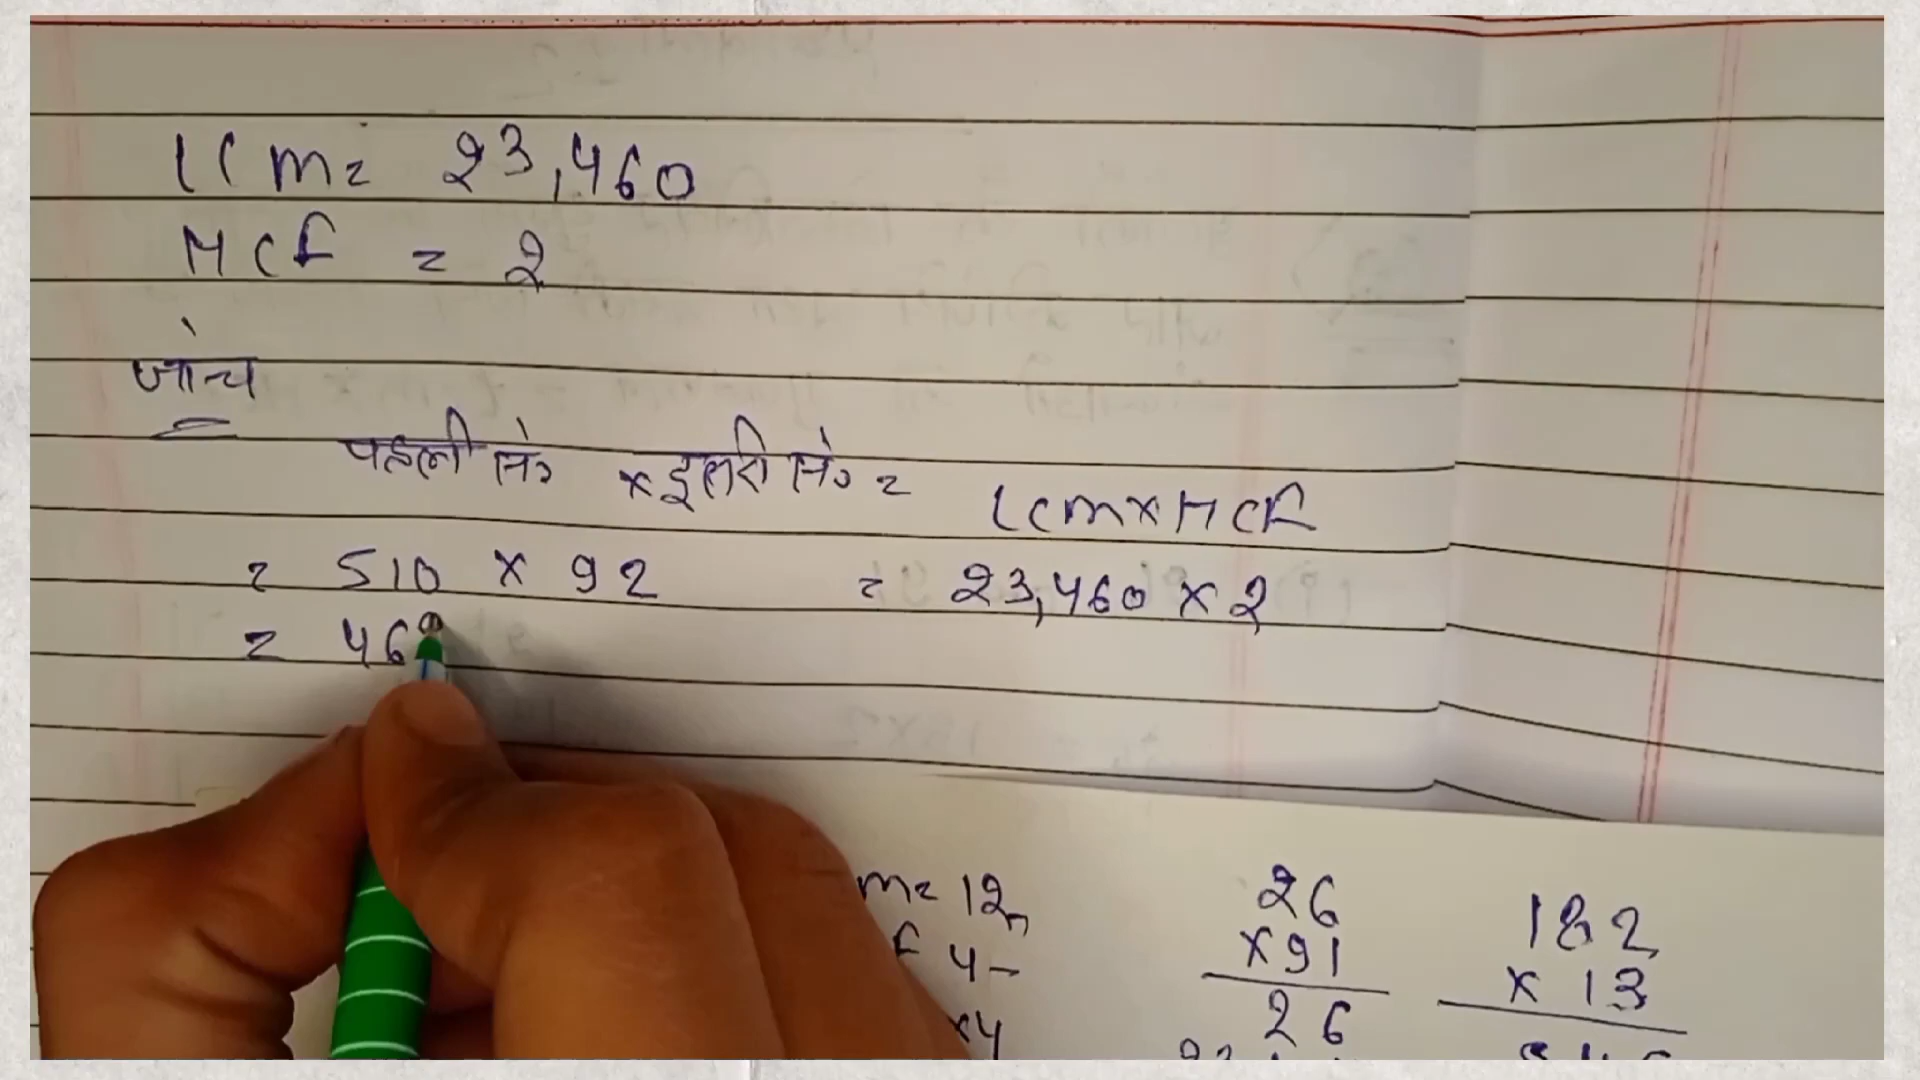 LCM = 23,460
HCF = 2
जांच
पहली सं० × दूसरी सं० = LCM × HCF
= 510 × 92 = 23,460 × 2
= 46
m = 12
26
× 91
26
182
× 13
F 4
×4